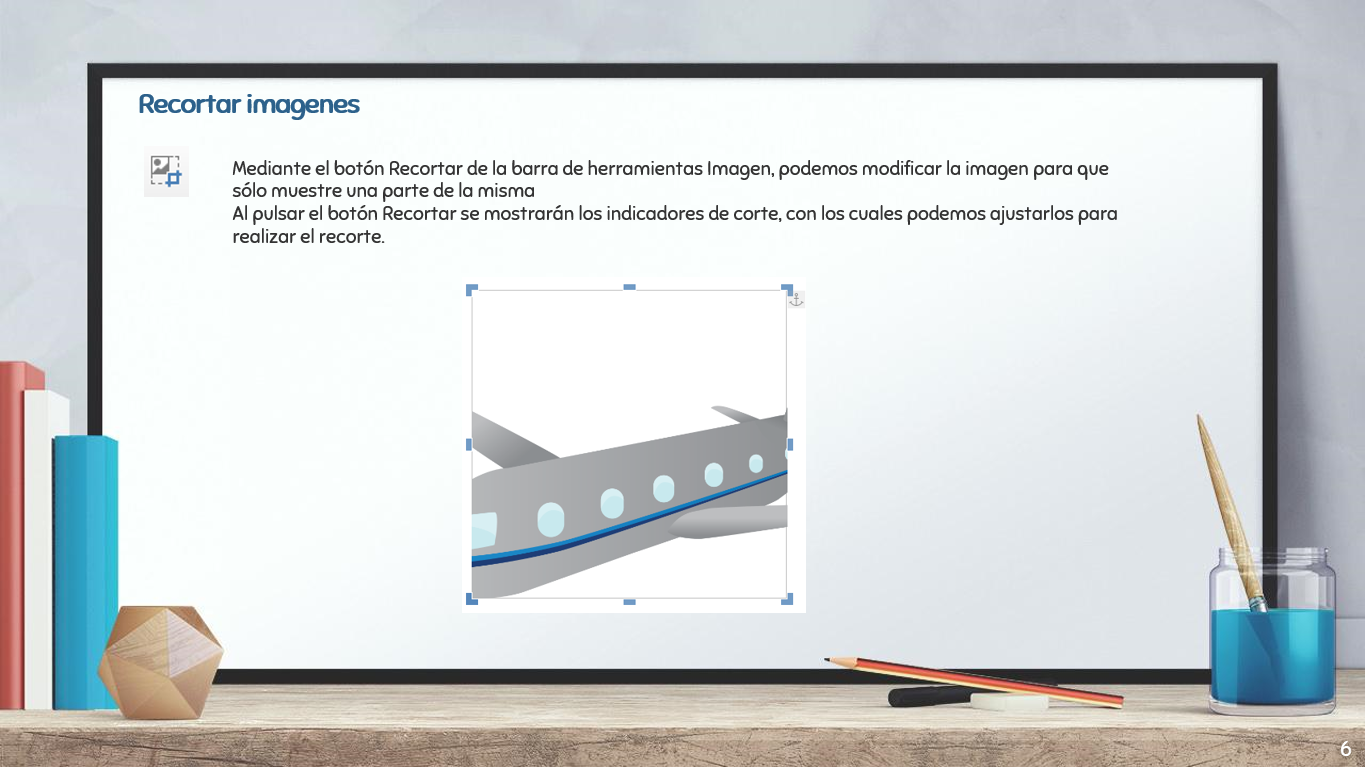 Recortar imagenes
Mediante el botón Recortar de la barra de herramientas Imagen, podemos modificar la imagen para que
sólo muestre una parte de la misma
Al pulsar el botón Recortar se mostrarán los indicadores de corte, con los cuales podemos ajustarlos para
realizar el recorte.
6